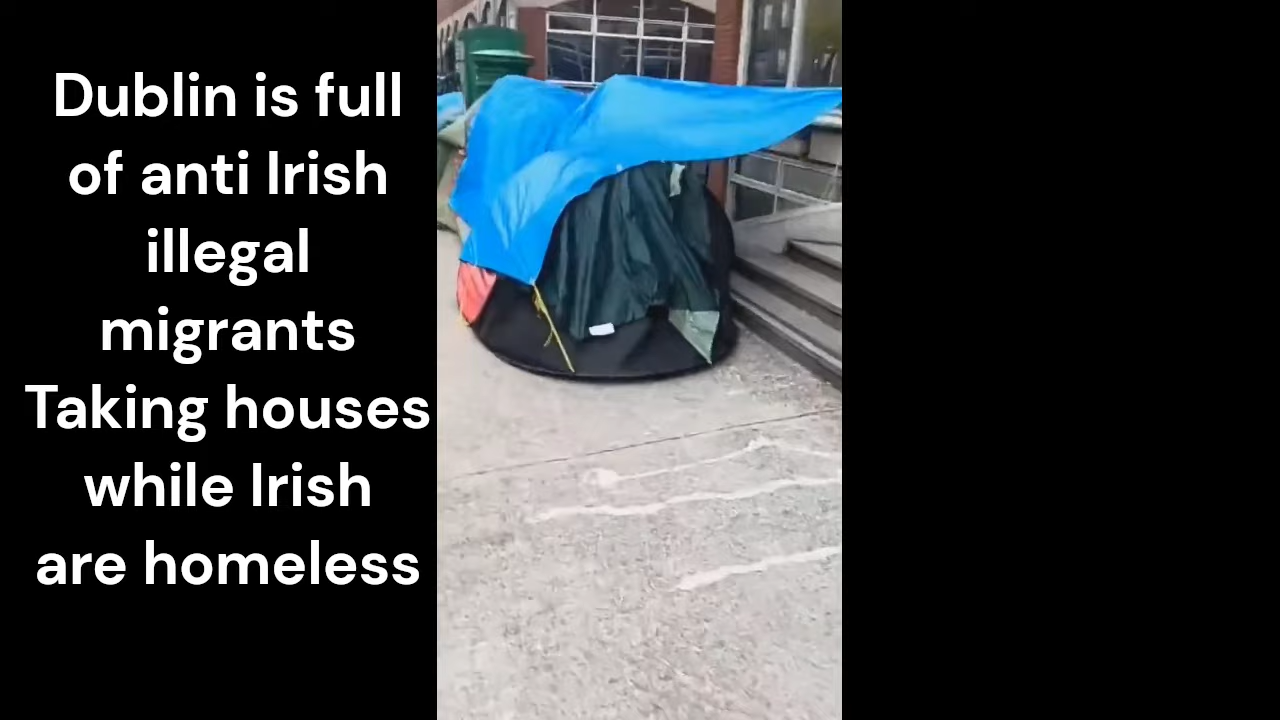 Dublin is full
of anti Irish
illegal
migrants
Taking houses
while Irish
are homeless